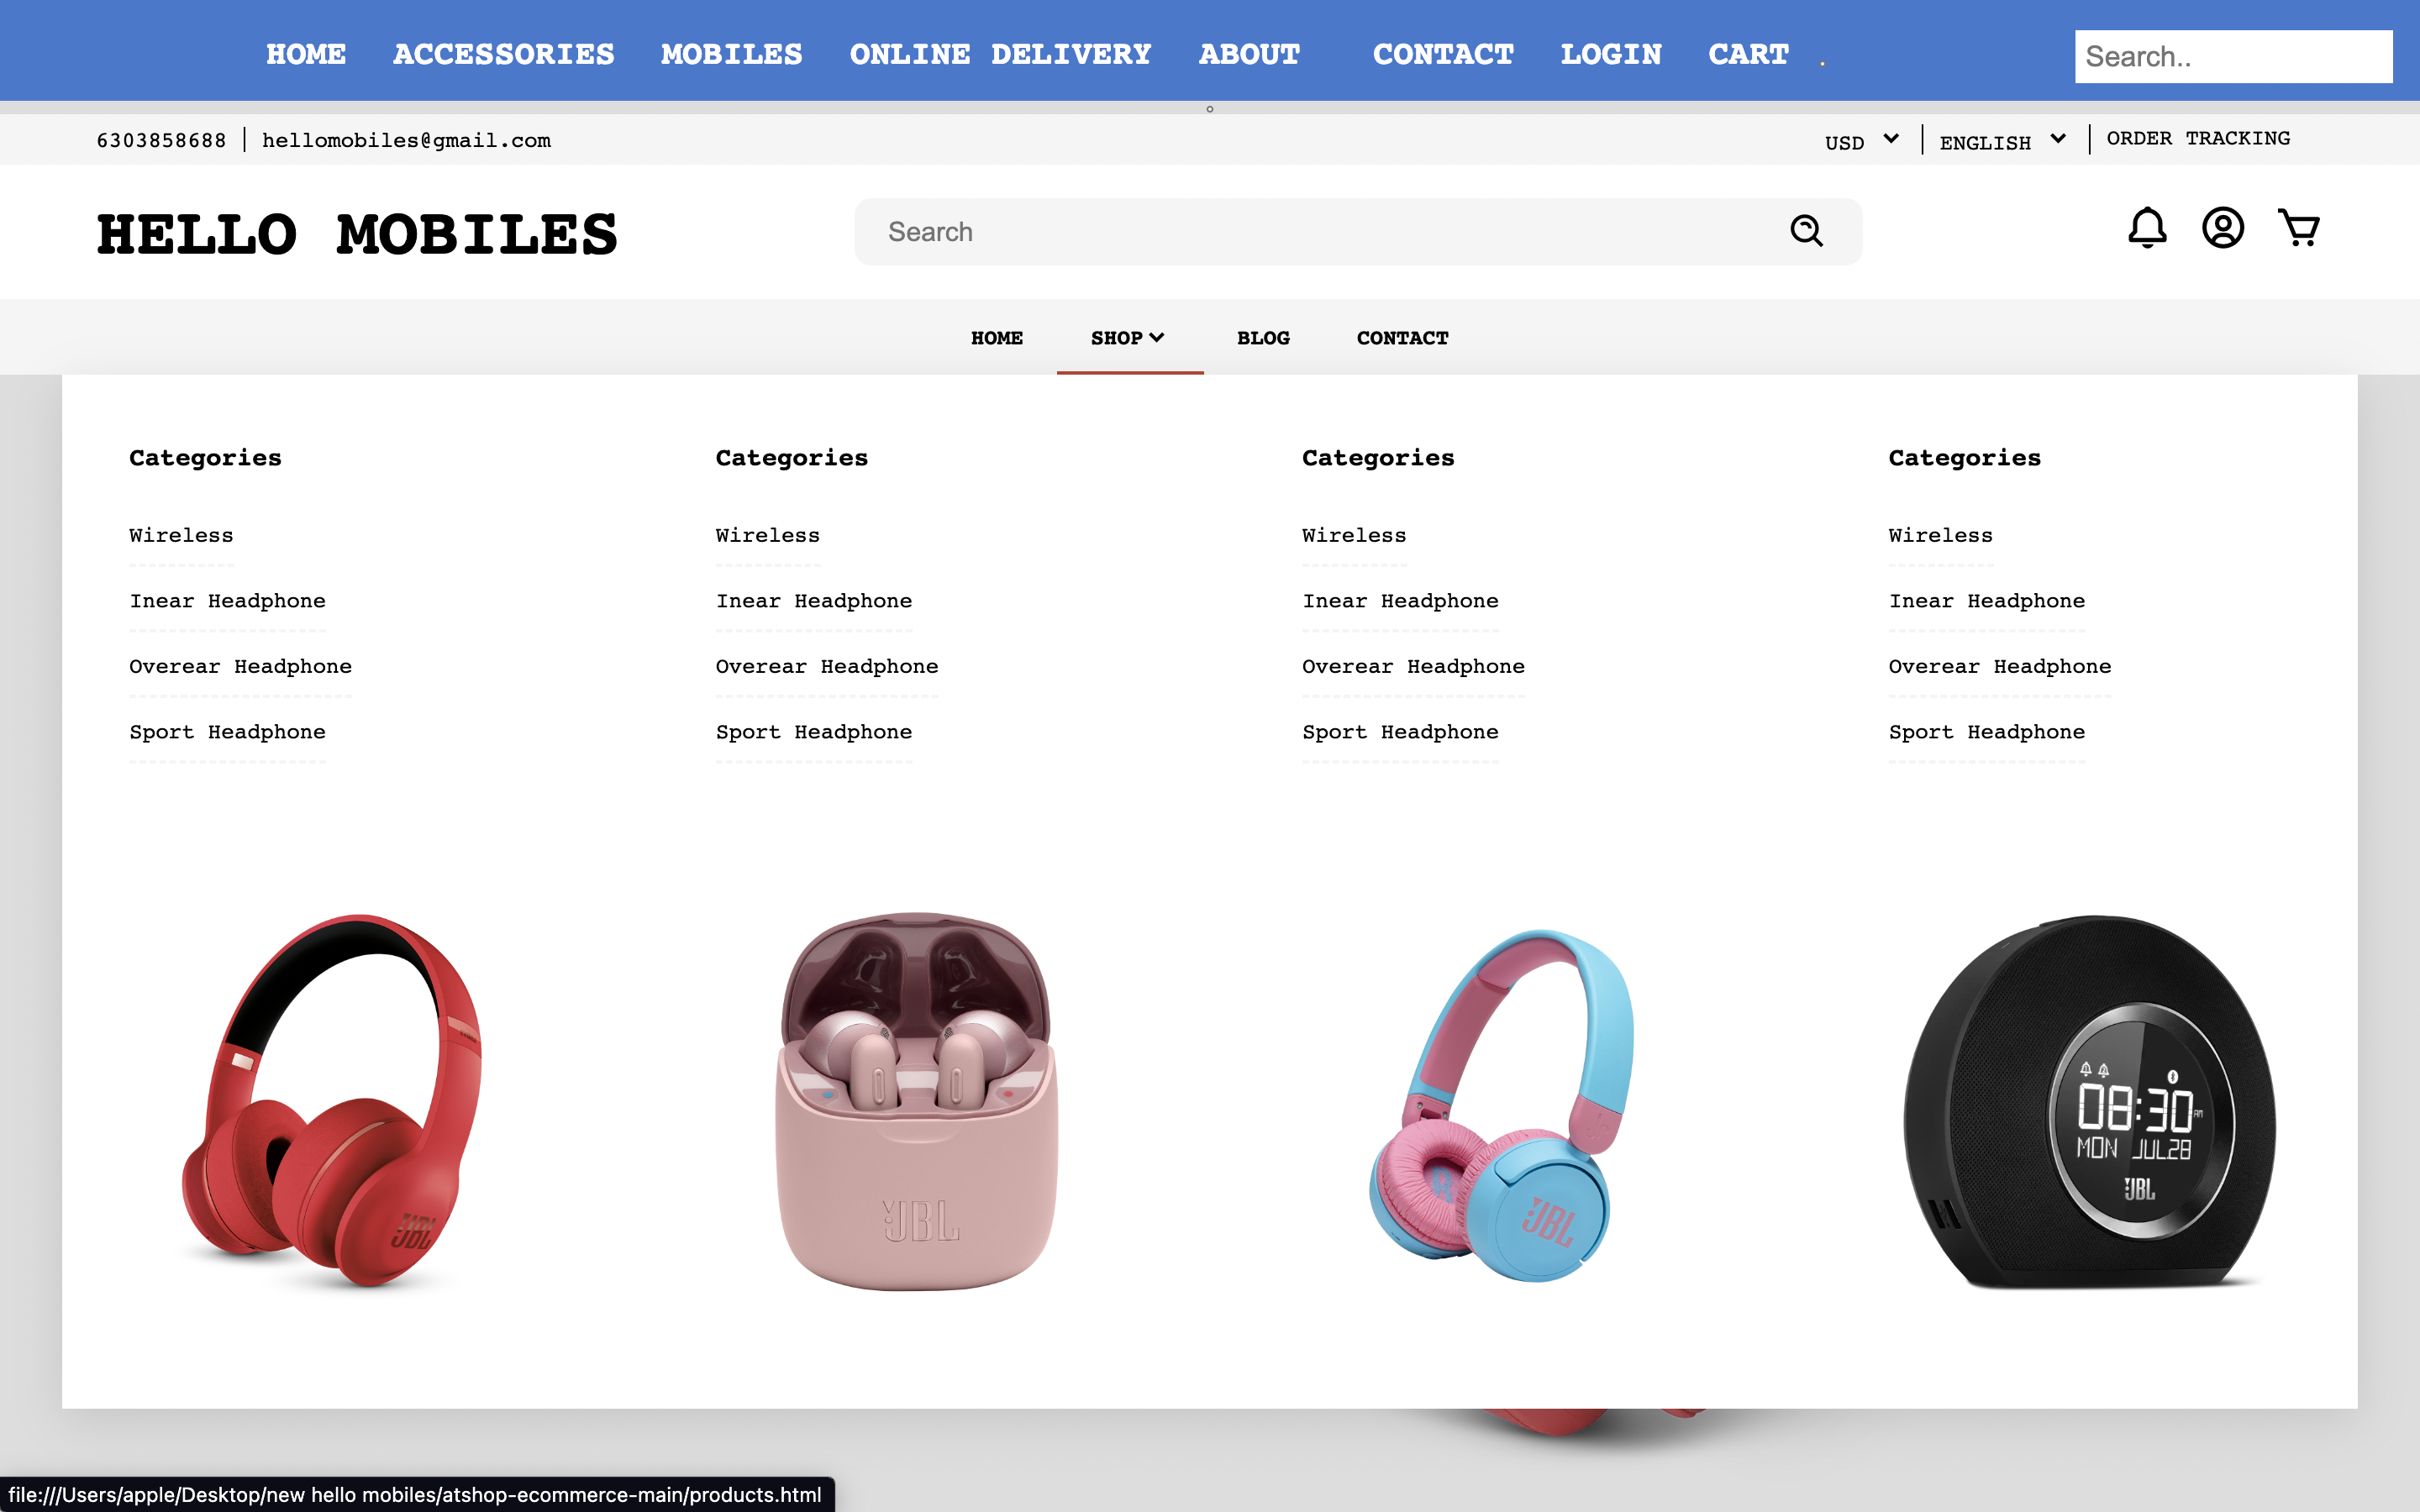 HOME ACCESSORIES MOBILES ONLINE DELIVERY ABOUT CONTACT LOGIN CART . Search..
6303858688 hellomobiles@gmail.com USD ENGLISH ORDER TRACKING
HELLO MOBILES Search
HOME SHOP BLOG CONTACT
Categories Categories Categories Categories
Wireless Wireless Wireless Wireless
Inear Headphone Inear Headphone Inear Headphone Inear Headphone
Overear Headphone Overear Headphone Overear Headphone Overear Headphone
Sport Headphone Sport Headphone Sport Headphone Sport Headphone
08:30 AM
MON JUL28
R
JBL JBL JBL JBL
file:///Users/apple/Desktop/new hello mobiles/atshop-ecommerce-main/products.html